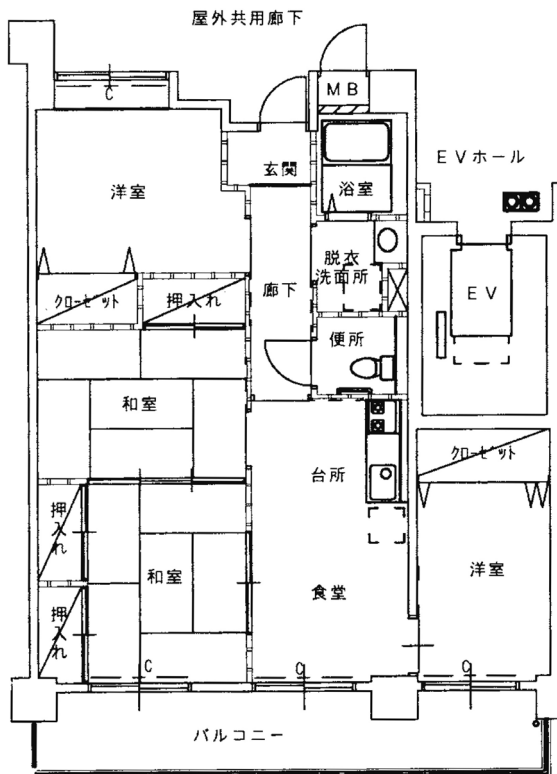 屋外共用廊下
MB
C
玄関
EVホール
洋室
浴室
脱衣
洗面所
クローゼット
押入れ
廊下
EV
便所
和室
台所
クローゼット
押入れ
和室
食堂
洋室
押入れ
C
C
C
バルコニー